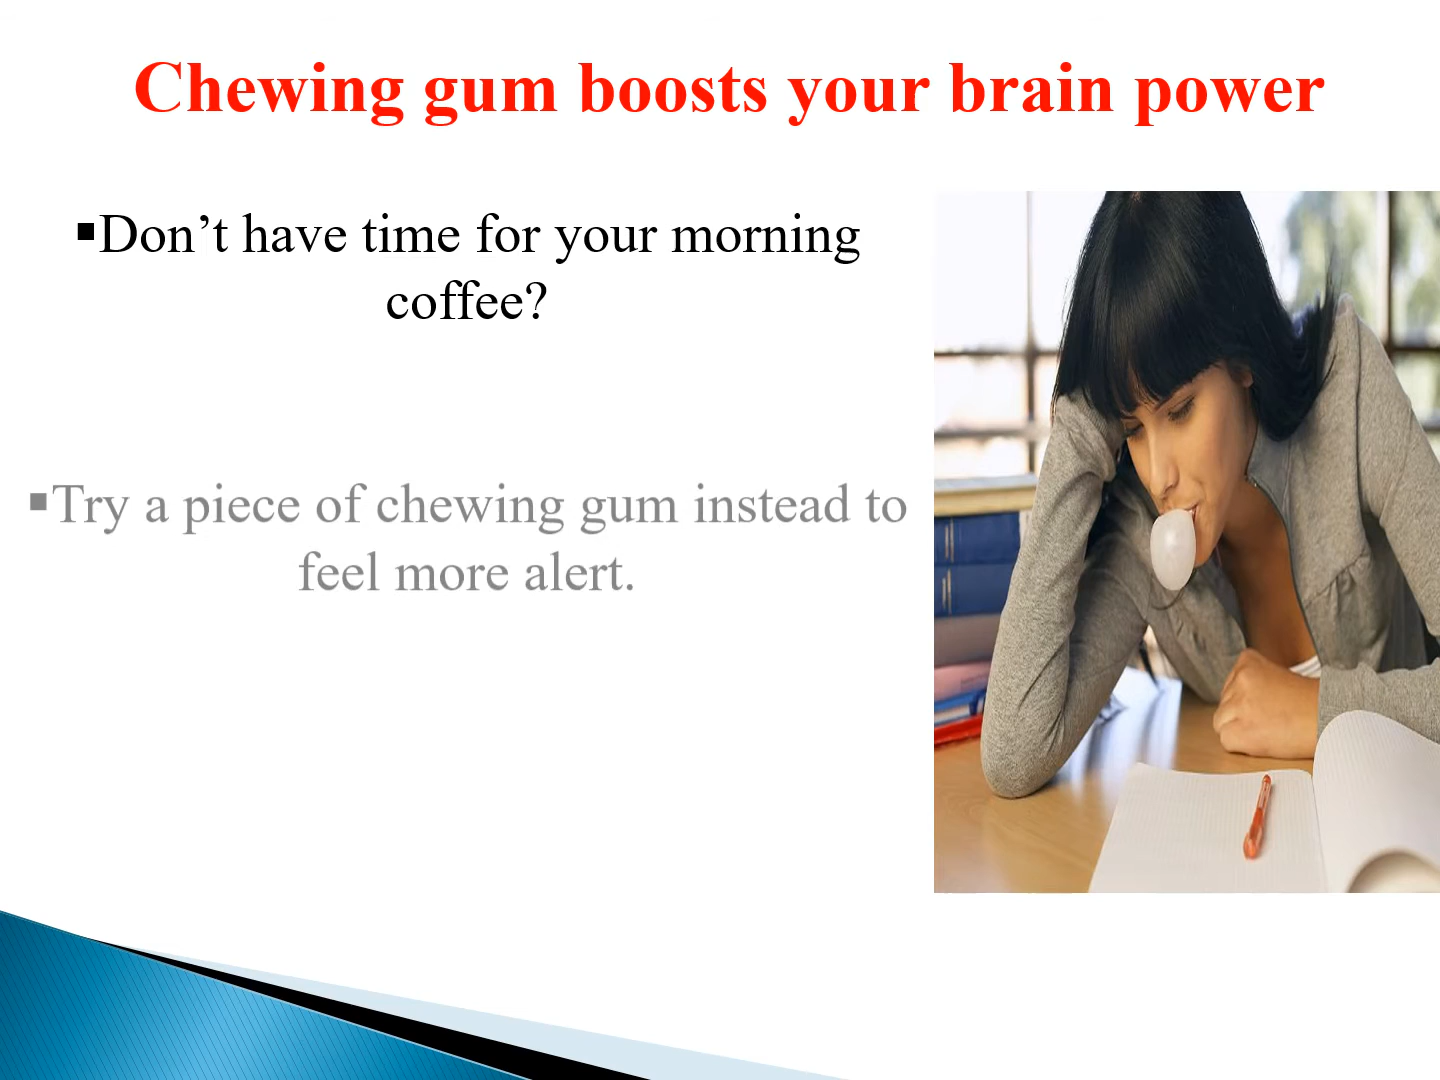 Chewing gum boosts your brain power
▪Don’t have time for your morning
coffee?
▪Try a piece of chewing gum instead to
feel more alert.